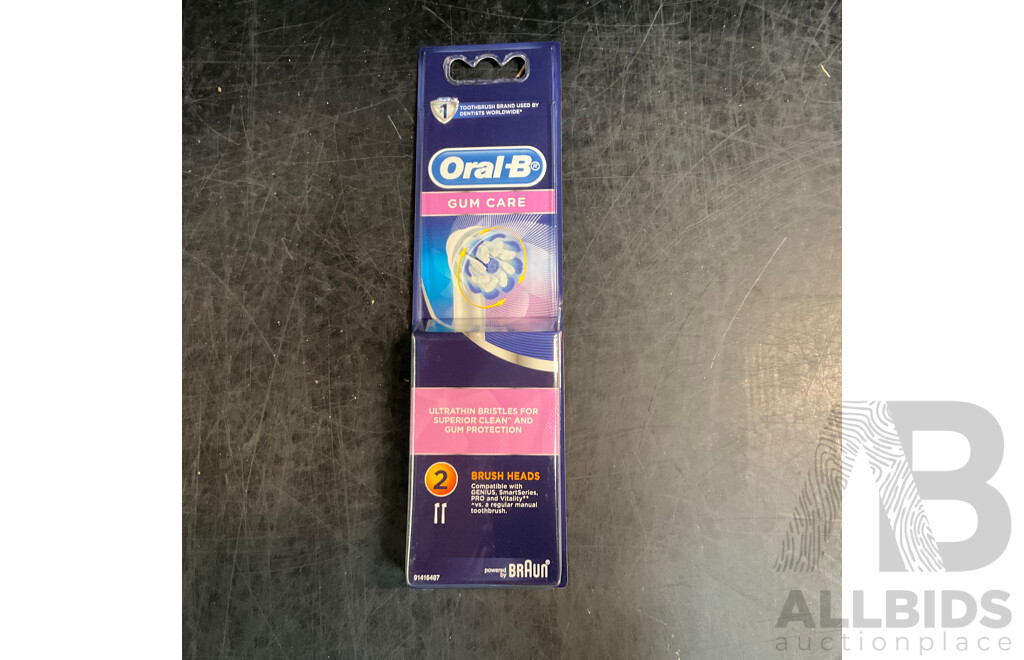 1
TOOTHBRUSH BRAND USED BY
DENTISTS WORLDWIDE*
Oral-B®
GUM CARE
ULTRATHIN BRISTLES FOR
SUPERIOR CLEAN^ AND
GUM PROTECTION
2
BRUSH HEADS
Compatible with
GENIUS, SmartSeries,
PRO and Vitality**
^vs. a regular manual
toothbrush.
91416487
powered
by BRAUN
AB
ALLBIDS
auctionplace